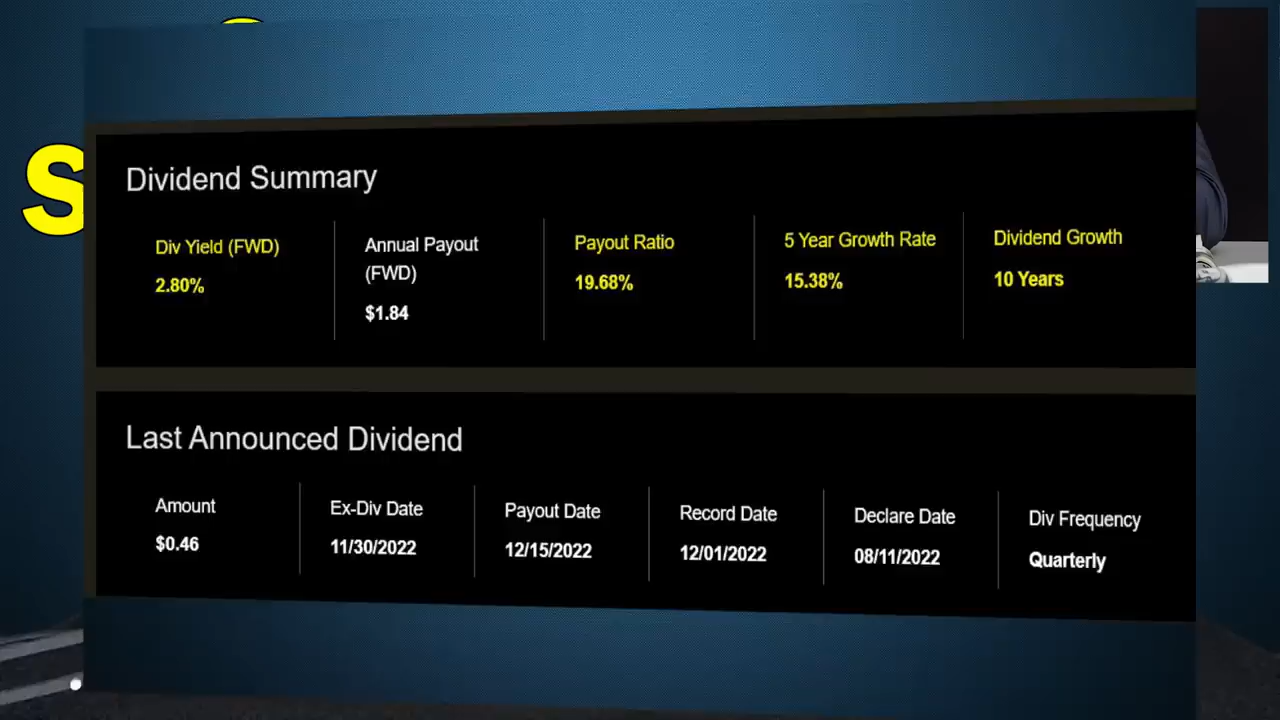 S
Dividend Summary
Div Yield (FWD)
2.80%
Annual Payout
(FWD)
$1.84
Payout Ratio
19.68%
5 Year Growth Rate
15.38%
Dividend Growth
10 Years
Last Announced Dividend
Amount
$0.46
Ex-Div Date
11/30/2022
Payout Date
12/15/2022
Record Date
12/01/2022
Declare Date
08/11/2022
Div Frequency
Quarterly